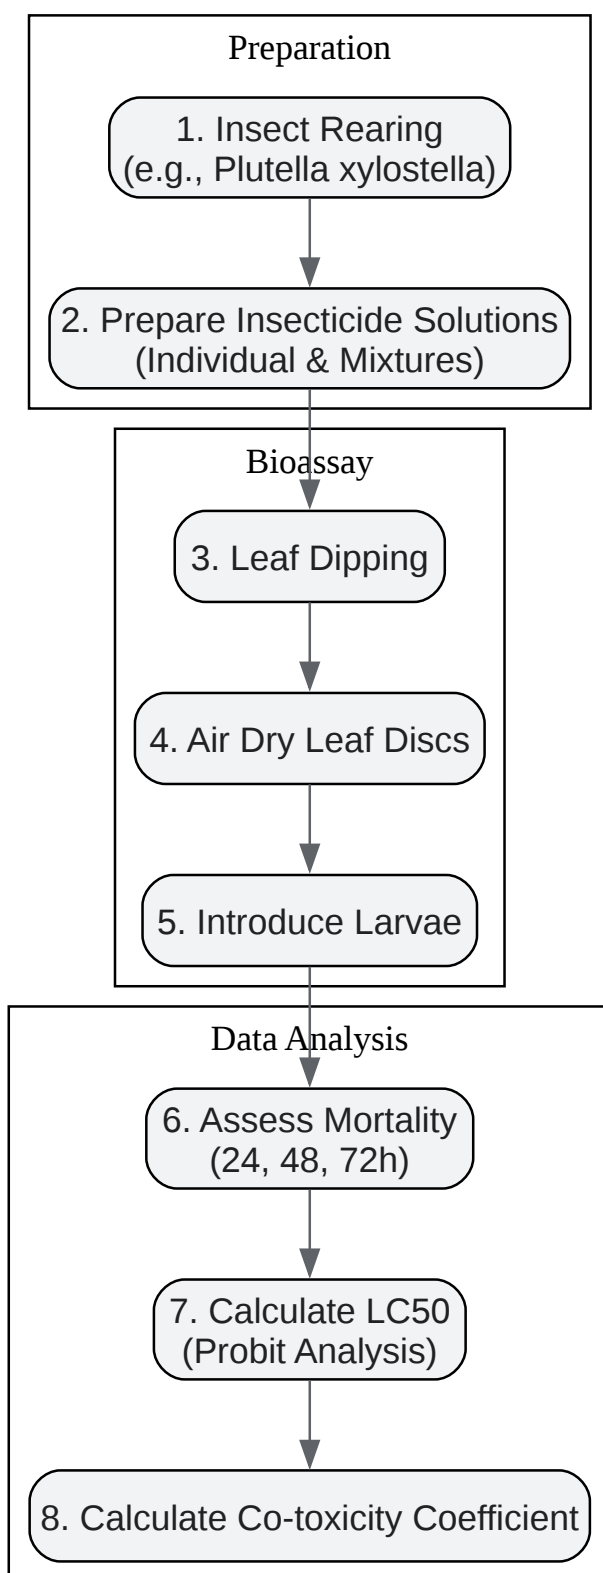 Preparation
1. Insect Rearing
(e.g., Plutella xylostella)
2. Prepare Insecticide Solutions
(Individual & Mixtures)
Bioassay
3. Leaf Dipping
4. Air Dry Leaf Discs
5. Introduce Larvae
Data Analysis
6. Assess Mortality
(24, 48, 72h)
7. Calculate LC50
(Probit Analysis)
8. Calculate Co-toxicity Coefficient